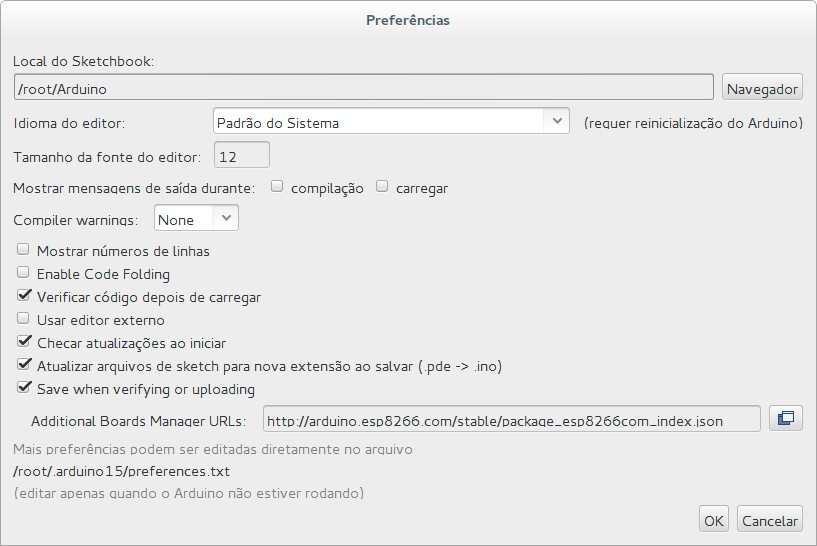 Preferências
Local do Sketchbook:
/root/Arduino Navegador
Idioma do editor: Padrão do Sistema (requer reinicialização do Arduino)
Tamanho da fonte do editor: 12
Mostrar mensagens de saída durante: compilação carregar
Compiler warnings: None
Mostrar números de linhas
Enable Code Folding
Verificar código depois de carregar
Usar editor externo
Checar atualizações ao iniciar
Atualizar arquivos de sketch para nova extensão ao salvar (.pde -> .ino)
Save when verifying or uploading
Additional Boards Manager URLs: http://arduino.esp8266.com/stable/package_esp8266com_index.json
Mais preferências podem ser editadas diretamente no arquivo
/root/.arduino15/preferences.txt
(editar apenas quando o Arduino não estiver rodando)
OK Cancelar